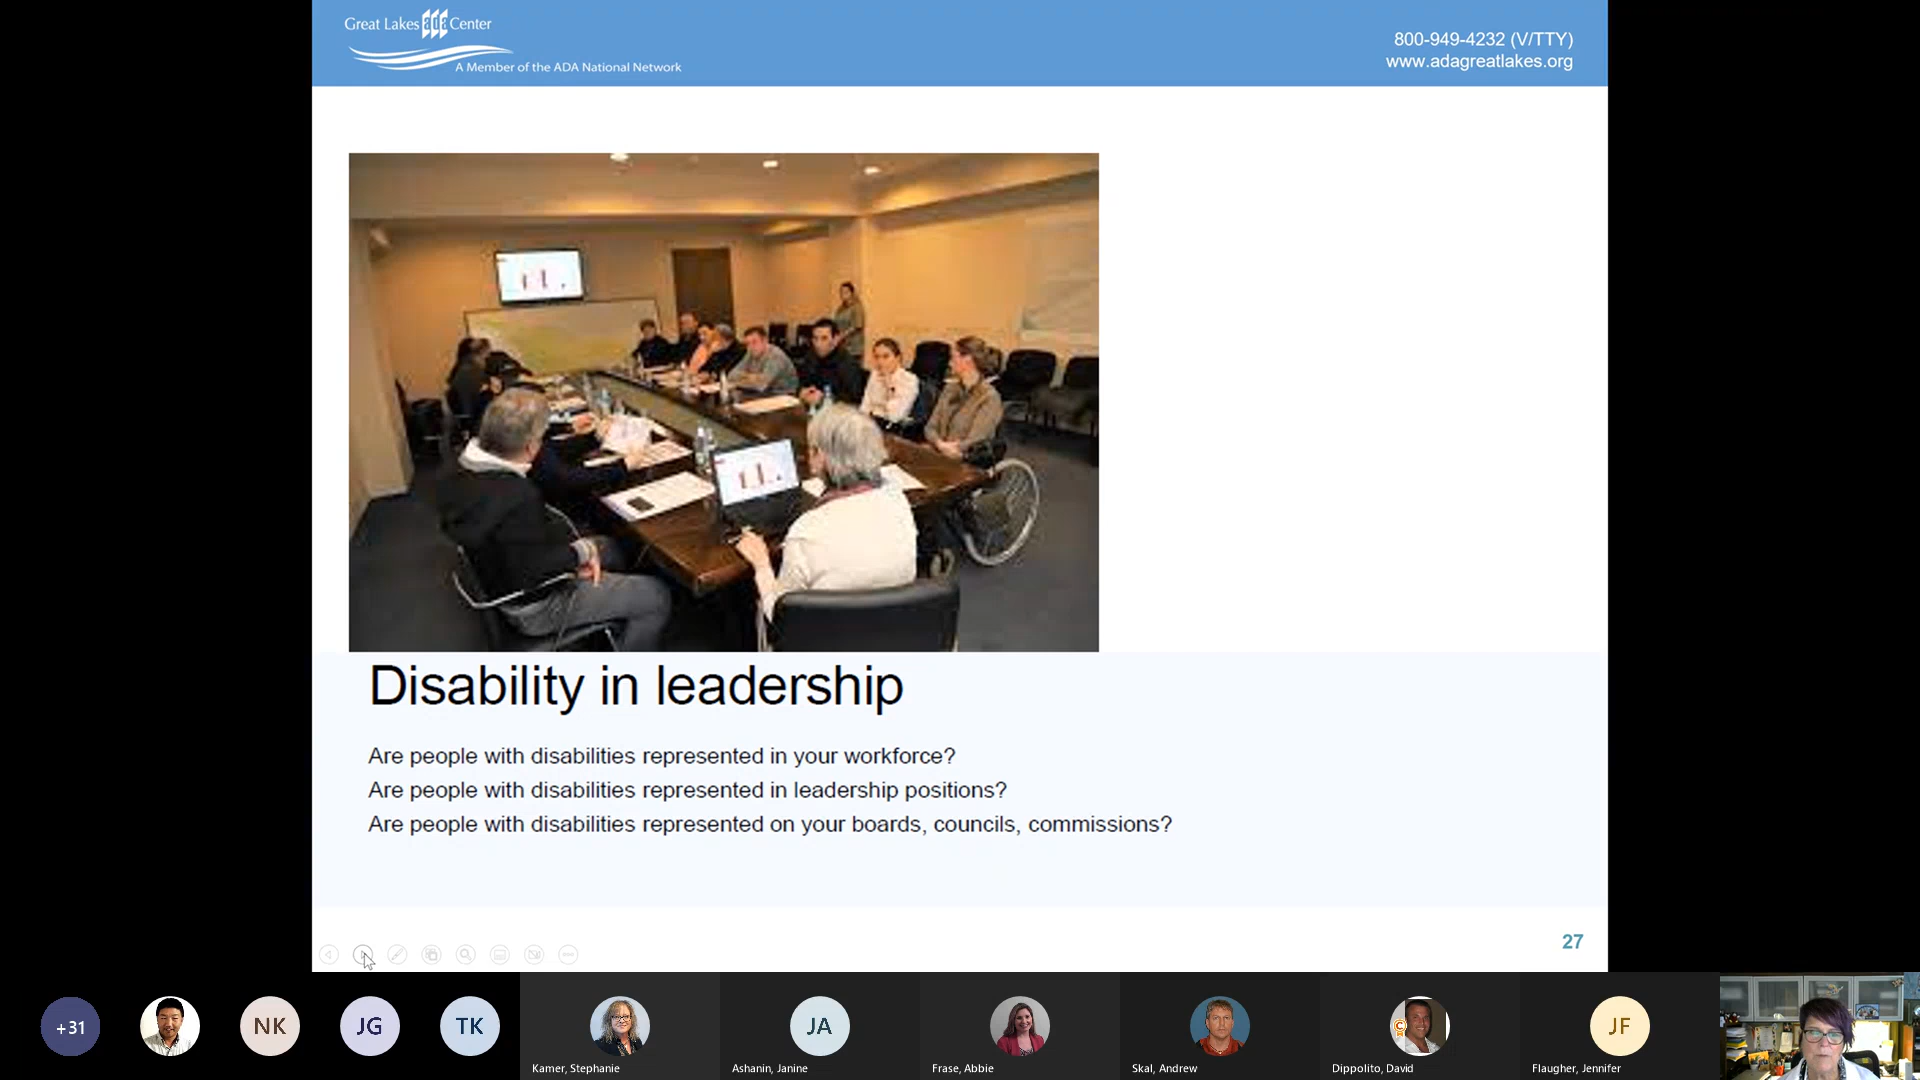 Great Lakes ada Center
A Member of the ADA National Network
800-949-4232 (V/TTY)
www.adagreatlakes.org
Disability in leadership
Are people with disabilities represented in your workforce?
Are people with disabilities represented in leadership positions?
Are people with disabilities represented on your boards, councils, commissions?
27
+31
NK
JG
TK
Kamer, Stephanie
JA
Ashanin, Janine
Frase, Abbie
Skal, Andrew
Dippolito, David
JF
Flaugher, Jennifer